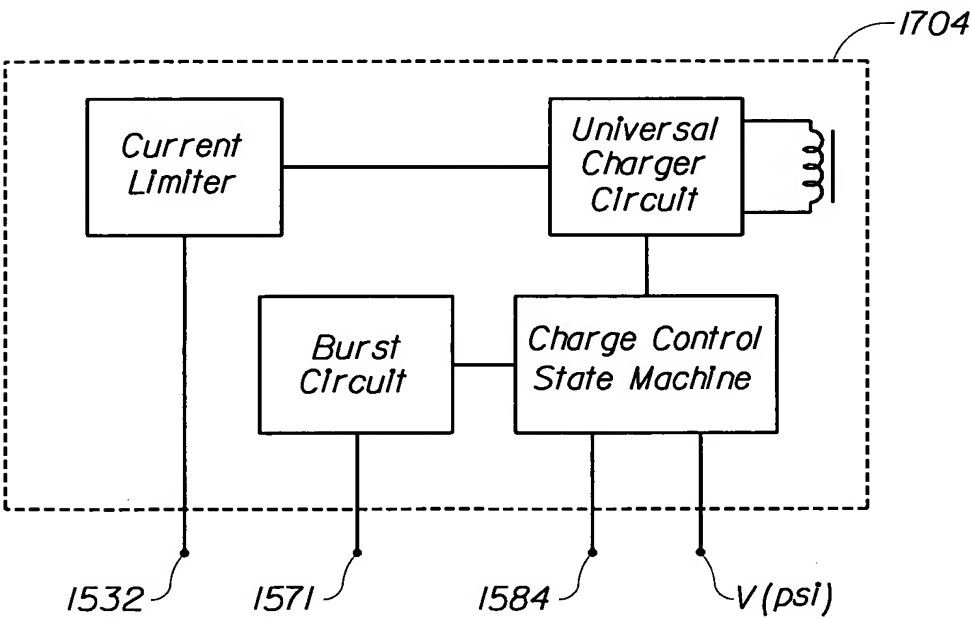 1704
Current
Limiter
Universal
Charger
Circuit
Burst
Circuit
Charge Control
State Machine
1532
1571
1584
V(psi)